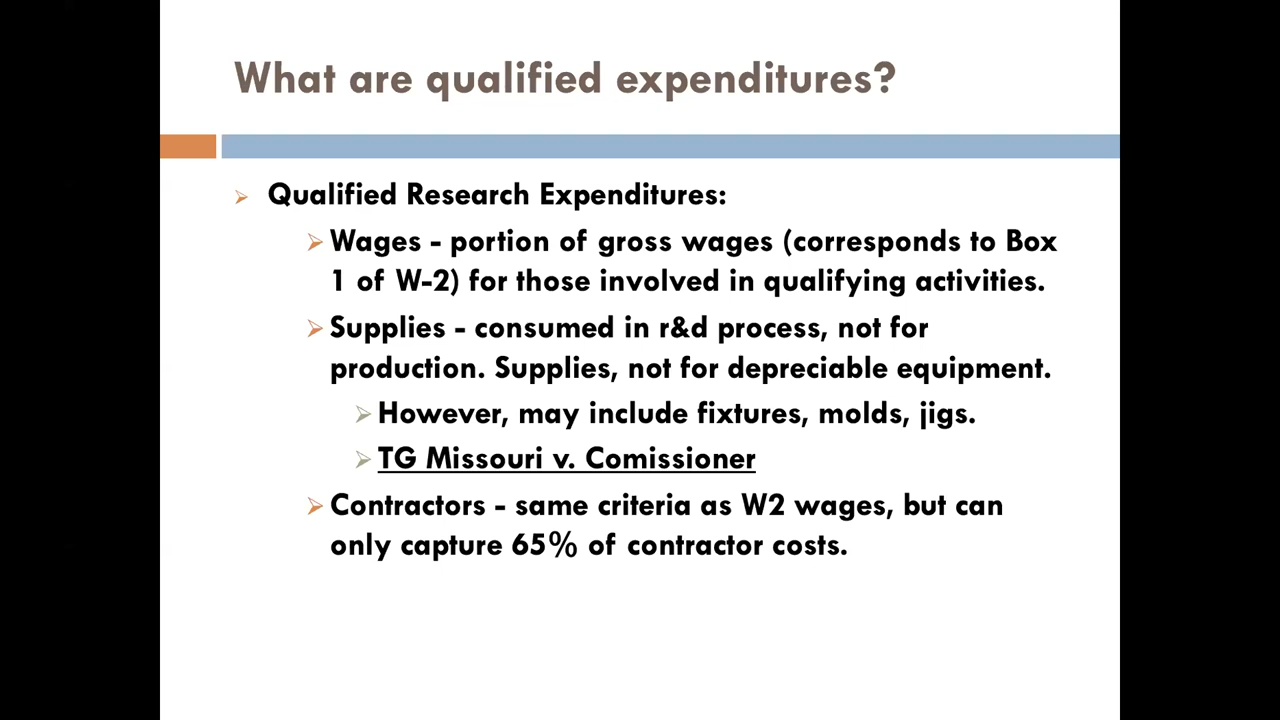 What are qualified expenditures?
Qualified Research Expenditures:
Wages - portion of gross wages (corresponds to Box
1 of W-2) for those involved in qualifying activities.
Supplies - consumed in r&d process, not for
production. Supplies, not for depreciable equipment.
However, may include fixtures, molds, jigs.
TG Missouri v. Comissioner
Contractors - same criteria as W2 wages, but can
only capture 65% of contractor costs.